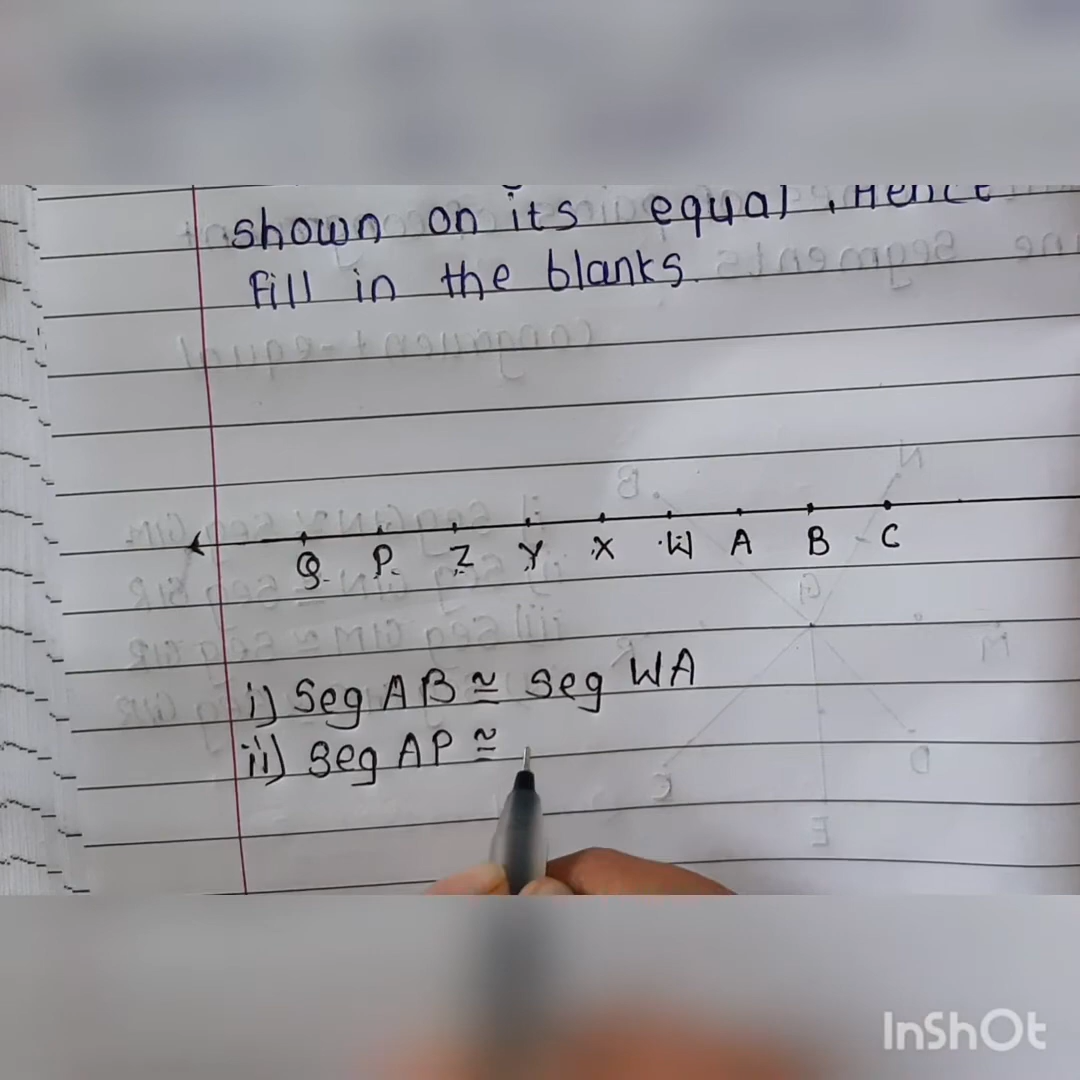 shown on its equal. Hence
fill in the blanks.
Q P Z Y X W A B C
i) Seg AB ≅ seg WA
ii) seg AP ≅
InShOt